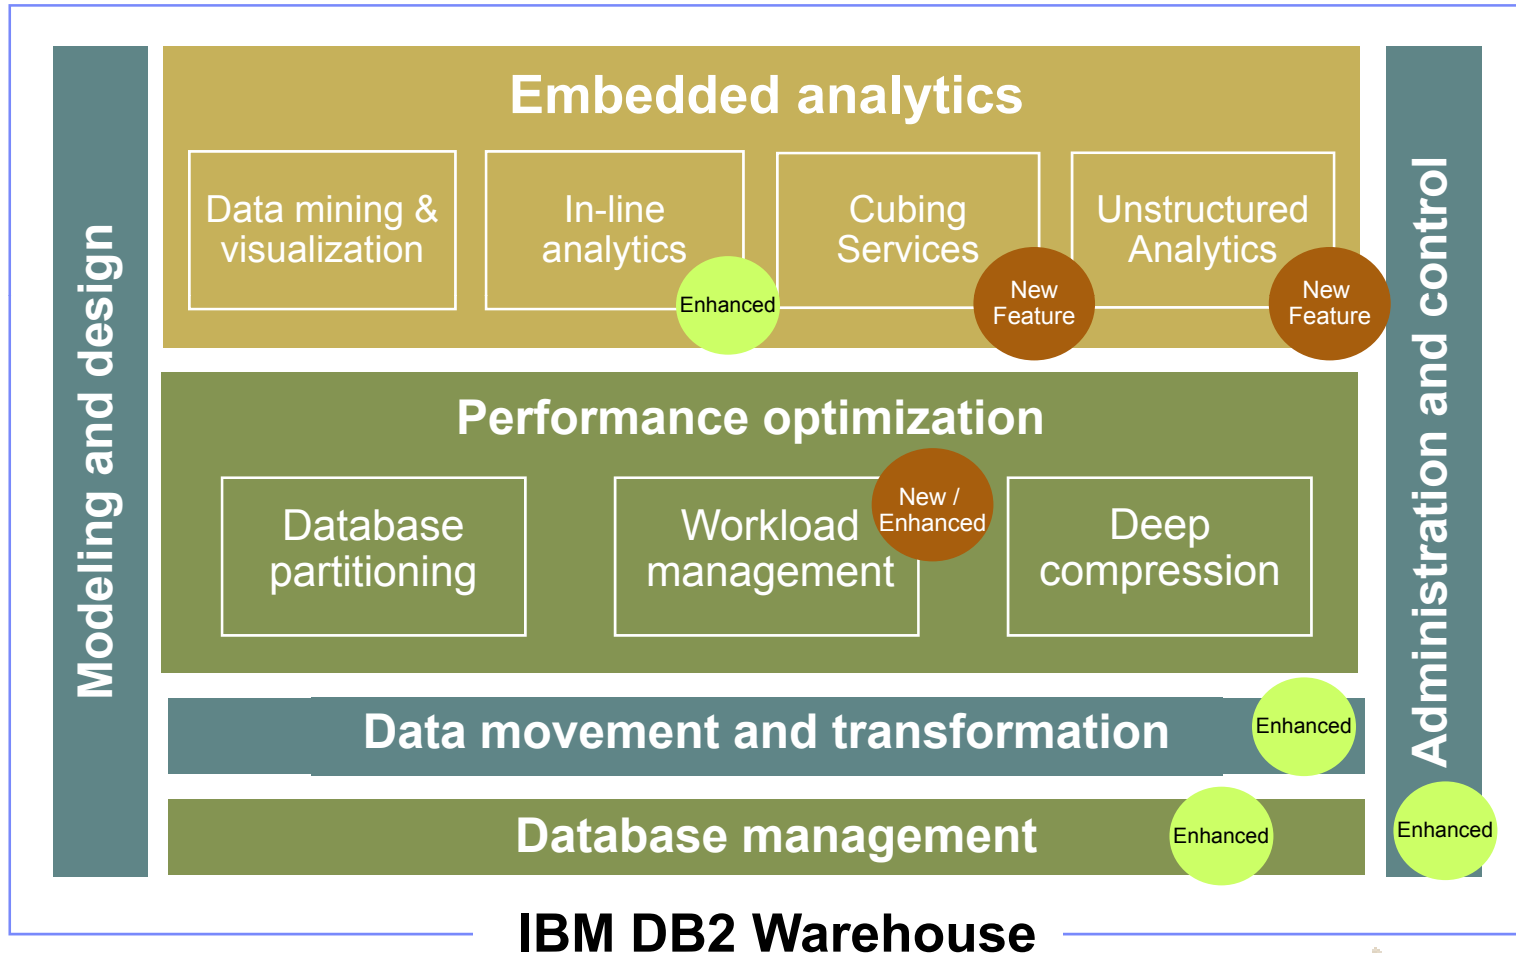 Modeling and design
Embedded analytics
Data mining &
visualization
In-line
analytics
Enhanced
Cubing
Services
New
Feature
Unstructured
Analytics
New
Feature
Performance optimization
Database
partitioning
Workload
management
New /
Enhanced
Deep
compression
Data movement and transformation
Enhanced
Database management
Enhanced
Administration and control
Enhanced
IBM DB2 Warehouse